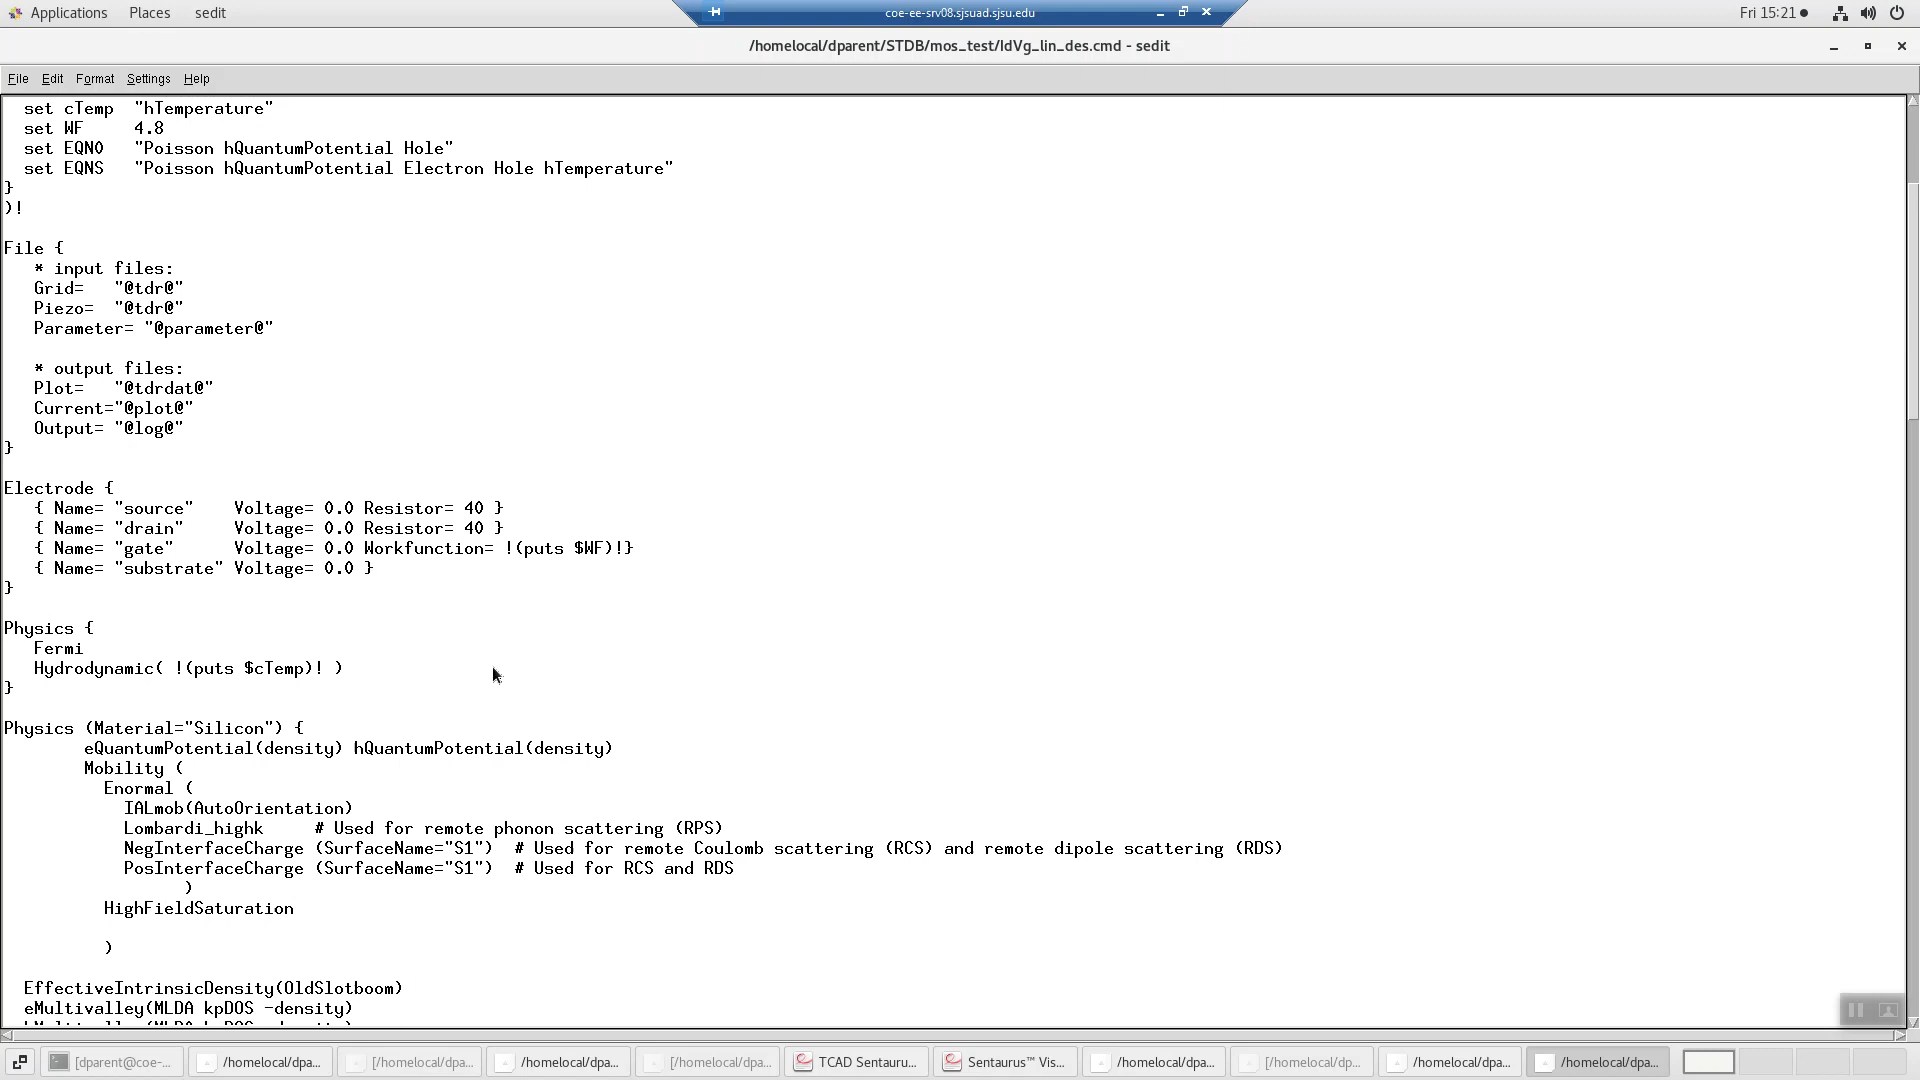 Applications Places sedit
coe-ee-srv08.sjsuad.sjsu.edu
Fri 15:21
/homelocal/dparent/STDB/mos_test/IdVg_lin_des.cmd - sedit
File Edit Format Settings Help
set cTemp "hTemperature"
set WF 4.8
set EQN0 "Poisson hQuantumPotential Hole"
set EQNS "Poisson hQuantumPotential Electron Hole hTemperature"
}
)!
File {
* input files:
Grid= "@tdr@"
Piezo= "@tdr@"
Parameter= "@parameter@"
* output files:
Plot= "@tdrdat@"
Current="@plot@"
Output= "@log@"
}
Electrode {
{ Name= "source" Voltage= 0.0 Resistor= 40 }
{ Name= "drain" Voltage= 0.0 Resistor= 40 }
{ Name= "gate" Voltage= 0.0 Workfunction= !(puts $WF)!}
{ Name= "substrate" Voltage= 0.0 }
}
Physics {
Fermi
Hydrodynamic( !(puts $cTemp)! )
}
Physics (Material="Silicon") {
eQuantumPotential(density) hQuantumPotential(density)
Mobility (
Enormal (
IALmob(AutoOrientation)
Lombardi_highk # Used for remote phonon scattering (RPS)
NegInterfaceCharge (SurfaceName="S1") # Used for remote Coulomb scattering (RCS) and remote dipole scattering (RDS)
PosInterfaceCharge (SurfaceName="S1") # Used for RCS and RDS
)
HighFieldSaturation
)
EffectiveIntrinsicDensity(OldSlotboom)
eMultivalley(MLDA kpDOS -density)
[dparent@coe-... /homelocal/dpa... [/homelocal/dpa... /homelocal/dpa... [/homelocal/dpa... TCAD Sentauru... Sentaurus™ Vis... /homelocal/dpa... [/homelocal/dp... /homelocal/dpa... /homelocal/dpa...